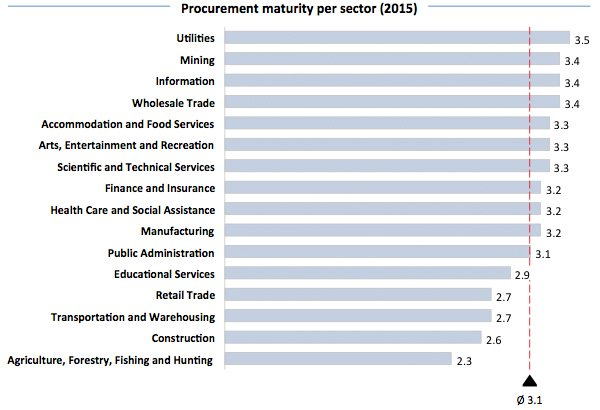 Procurement maturity per sector (2015)
Utilities 3.5
Mining 3.4
Information 3.4
Wholesale Trade 3.4
Accommodation and Food Services 3.3
Arts, Entertainment and Recreation 3.3
Scientific and Technical Services 3.3
Finance and Insurance 3.2
Health Care and Social Assistance 3.2
Manufacturing 3.2
Public Administration 3.1
Educational Services 2.9
Retail Trade 2.7
Transportation and Warehousing 2.7
Construction 2.6
Agriculture, Forestry, Fishing and Hunting 2.3
Ø 3.1